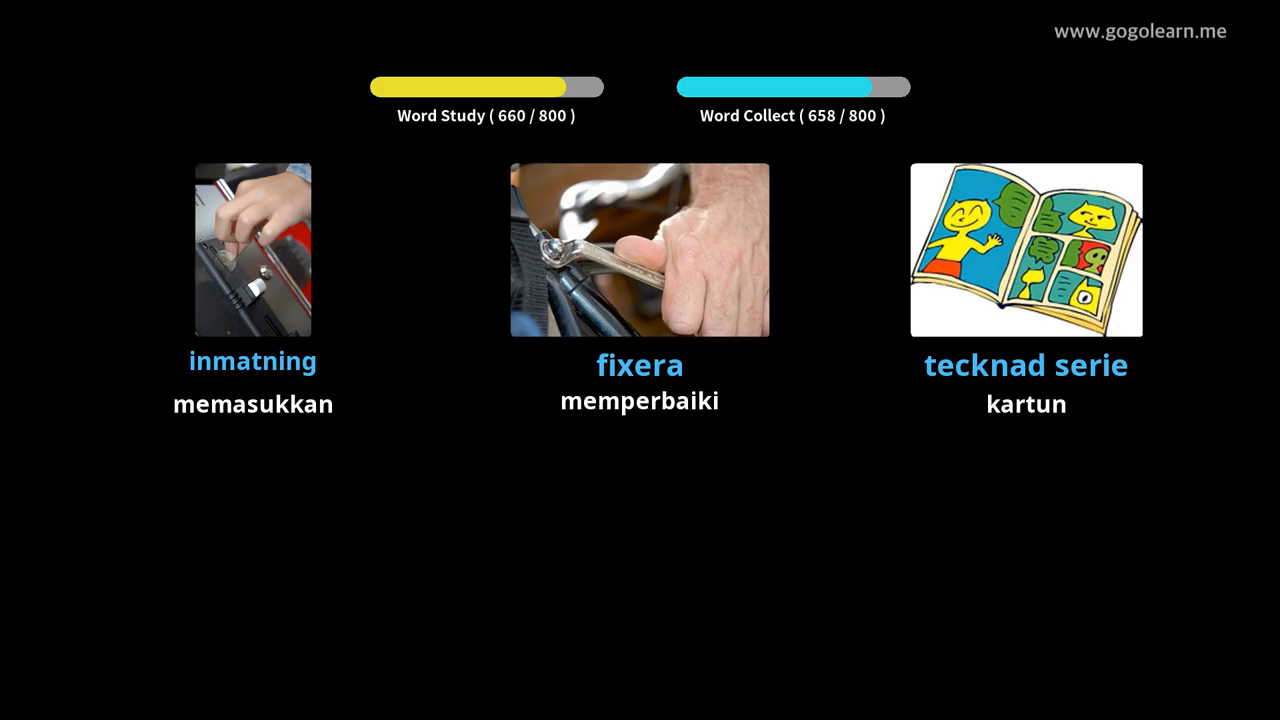 www.gogolearn.me
Word Study ( 660 / 800 )
Word Collect ( 658 / 800 )
inmatning
memasukkan
fixera
memperbaiki
tecknad serie
kartun